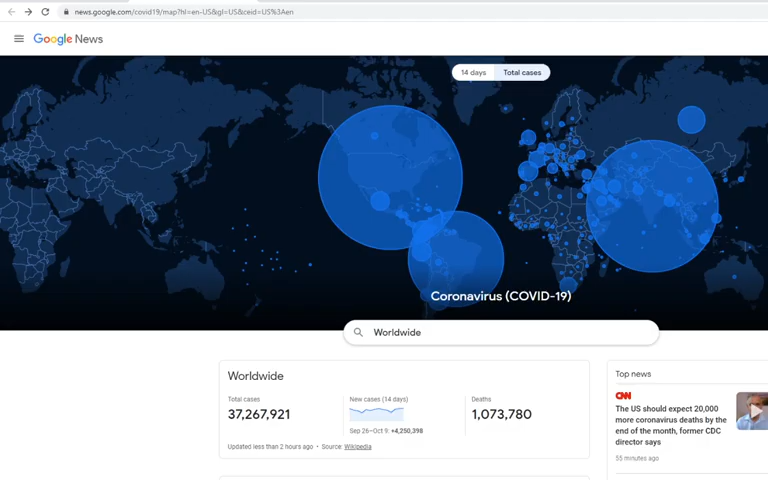 news.google.com/covid19/map?hl=en-US&gl=US&ceid=US%3Aen
Google News
14 days
Total cases
Coronavirus (COVID-19)
Worldwide
Worldwide
Total cases
37,267,921
New cases (14 days)
Sep 26–Oct 9: +4,250,398
Deaths
1,073,780
Updated less than 2 hours ago • Source: Wikipedia
Top news
CNN
The US should expect 20,000
more coronavirus deaths by the
end of the month, former CDC
director says
55 minutes ago